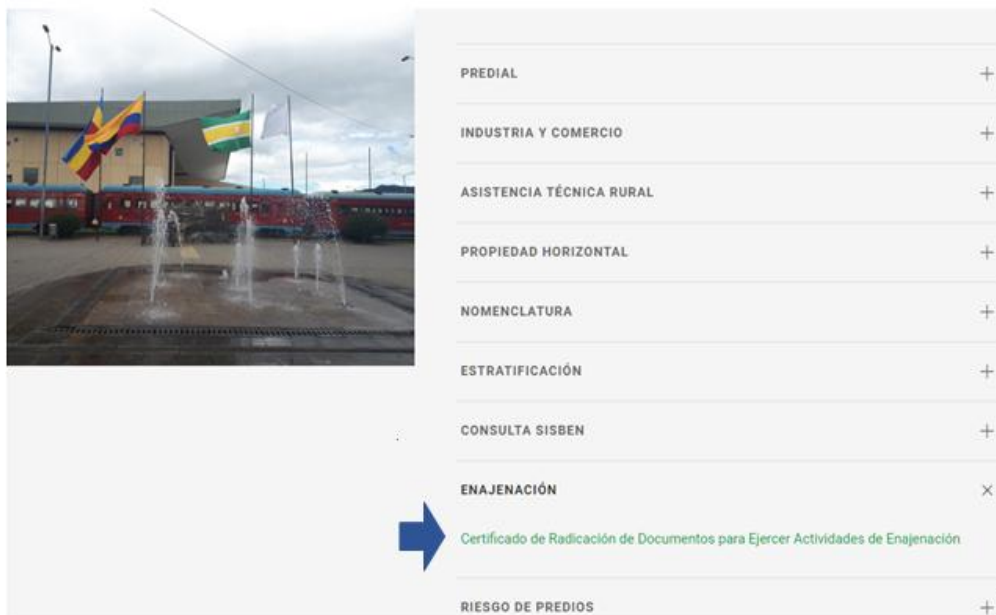 PREDIAL
INDUSTRIA Y COMERCIO
ASISTENCIA TÉCNICA RURAL
PROPIEDAD HORIZONTAL
NOMENCLATURA
ESTRATIFICACIÓN
CONSULTA SISBEN
ENAJENACIÓN
Certificado de Radicación de Documentos para Ejercer Actividades de Enajenación
RIESGO DE PREDIOS